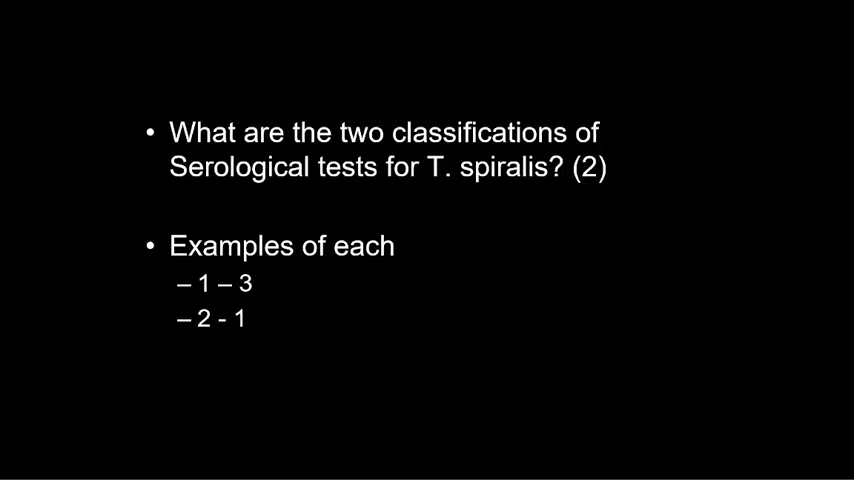 • What are the two classifications of
Serological tests for T. spiralis? (2)
• Examples of each
– 1 – 3
– 2 - 1